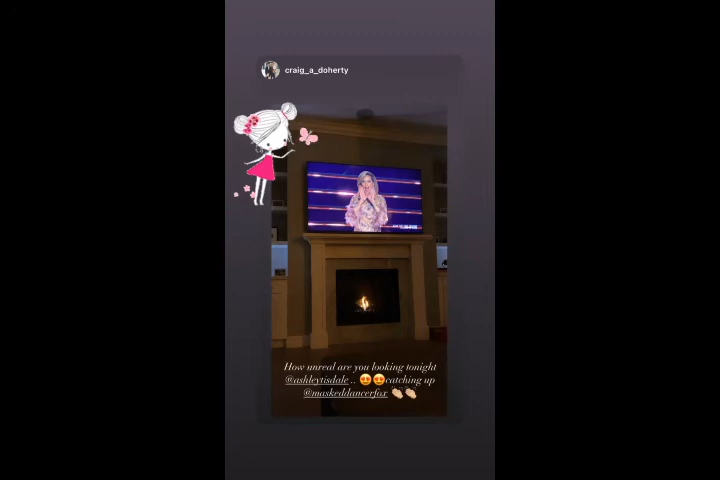 craig_a_doherty
How unreal are you looking tonight
@ashleytisdale .. 😍😍catching up
@maskeddancerfox 👏🏻👏🏻